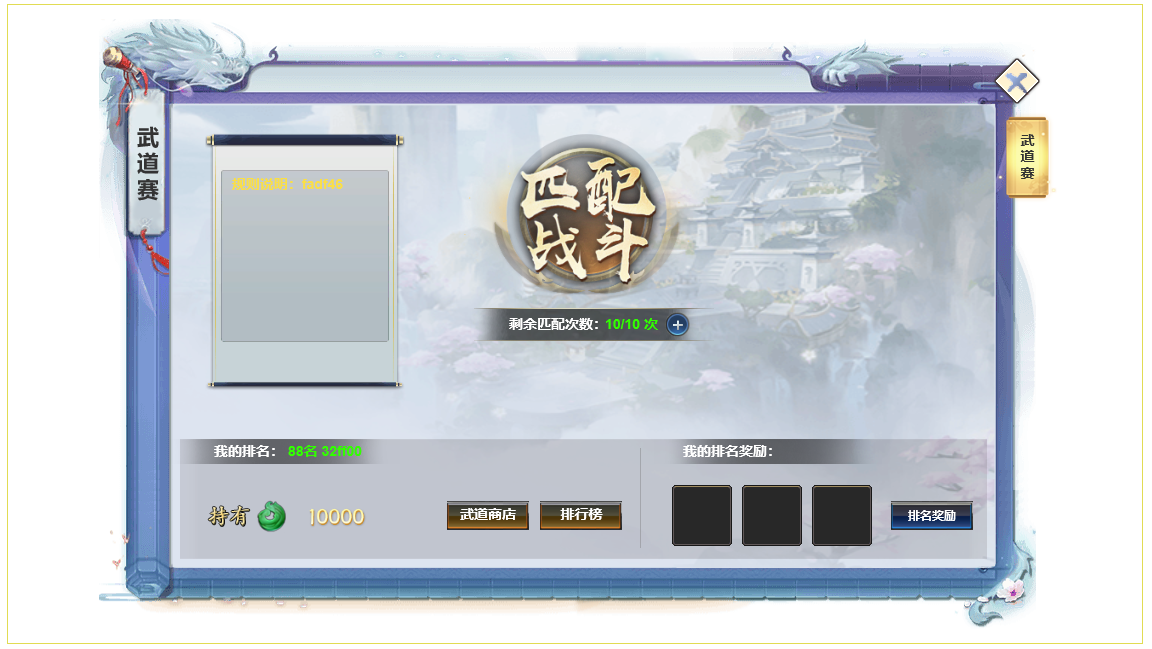 武道赛
武道赛
规则说明：fadf46
匹配
战斗
剩余匹配次数：10/10 次
我的排名： 88名 32ff00
我的排名奖励：
持有 10000
武道商店
排行榜
排名奖励